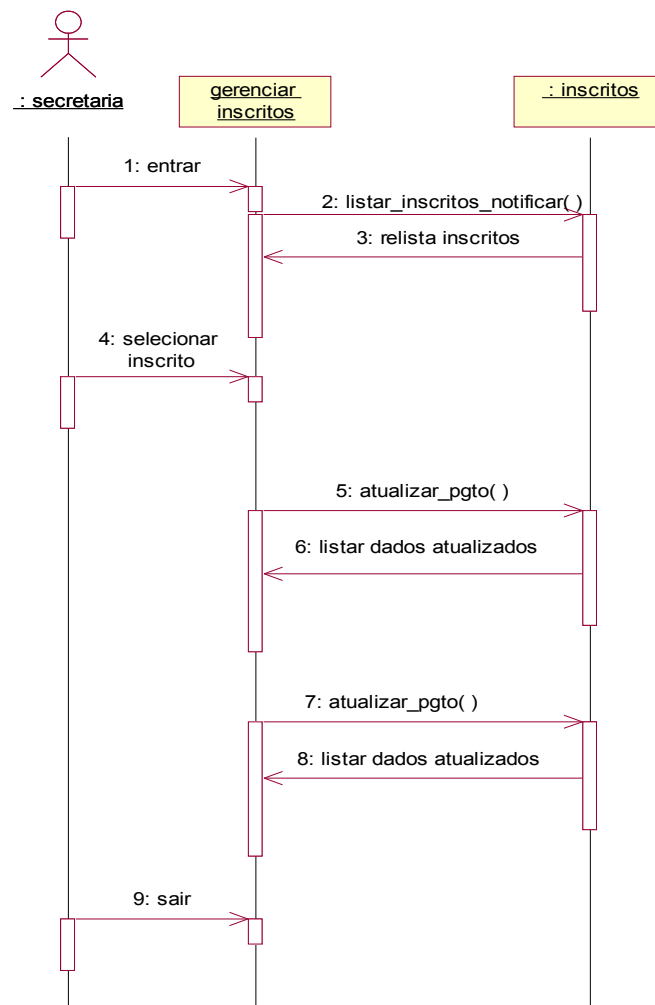 : secretaria
gerenciar
inscritos
: inscritos
1: entrar
2: listar_inscritos_notificar( )
3: relista inscritos
4: selecionar
inscrito
5: atualizar_pgto( )
6: listar dados atualizados
7: atualizar_pgto( )
8: listar dados atualizados
9: sair